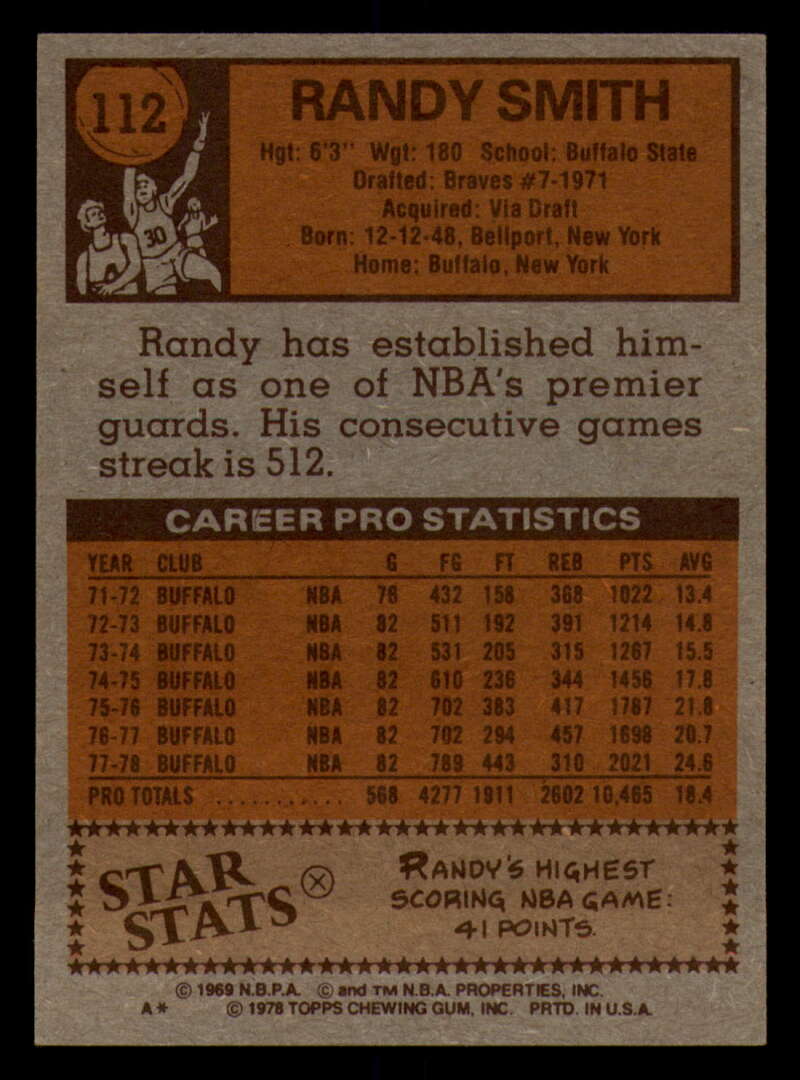 112
30
RANDY SMITH
Hgt: 6'3" Wgt: 180 School: Buffalo State
Drafted: Braves #7-1971
Acquired: Via Draft
Born: 12-12-48, Bellport, New York
Home: Buffalo, New York
Randy has established him-
self as one of NBA's premier
guards. His consecutive games
streak is 512.
CAREER PRO STATISTICS
YEAR CLUB G FG FT REB PTS AVG
71-72 BUFFALO NBA 76 432 158 368 1022 13.4
72-73 BUFFALO NBA 82 511 192 391 1214 14.8
73-74 BUFFALO NBA 82 531 205 315 1267 15.5
74-75 BUFFALO NBA 82 610 236 344 1456 17.8
75-76 BUFFALO NBA 82 702 383 417 1787 21.8
76-77 BUFFALO NBA 82 702 294 457 1698 20.7
77-78 BUFFALO NBA 82 789 443 310 2021 24.6
PRO TOTALS ............ 568 4277 1911 2602 10,465 18.4
STAR
STATS
RANDY'S HIGHEST
SCORING NBA GAME:
41 POINTS.
© 1969 N.B.P.A. © and TM N.B.A. PROPERTIES, INC.
A* © 1978 TOPPS CHEWING GUM, INC. PRTD. IN U.S.A.